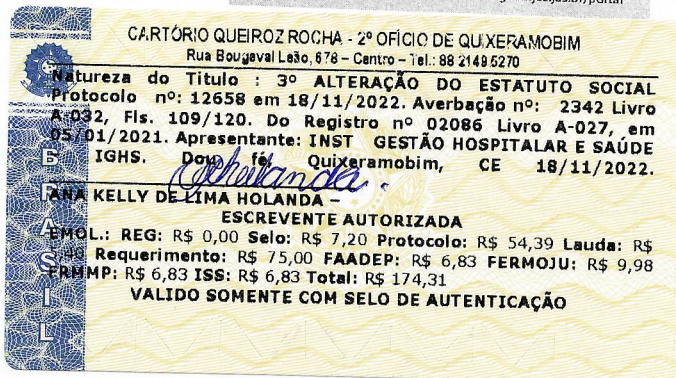 CARTÓRIO QUEIROZ ROCHA - 2º OFÍCIO DE QUIXERAMOBIM
Rua Bougaval Leão, 678 – Centro – Tel.: 88 2149 5270
Natureza do Titulo : 3º ALTERAÇÃO DO ESTATUTO SOCIAL
Protocolo nº: 12658 em 18/11/2022. Averbação nº: 2342 Livro
A-032, Fls. 109/120. Do Registro nº 02086 Livro A-027, em
05/01/2021. Apresentante: INST GESTÃO HOSPITALAR E SAÚDE
IGHS. Dou fé, Quixeramobim, CE 18/11/2022.
ANA KELLY DE LIMA HOLANDA –
ESCREVENTE AUTORIZADA
EMOL.: REG: R$ 0,00 Selo: R$ 7,20 Protocolo: R$ 54,39 Lauda: R$
Requerimento: R$ 75,00 FAADEP: R$ 6,83 FERMOJU: R$ 9,98
FRMMP: R$ 6,83 ISS: R$ 6,83 Total: R$ 174,31
VALIDO SOMENTE COM SELO DE AUTENTICAÇÃO
BRASIL